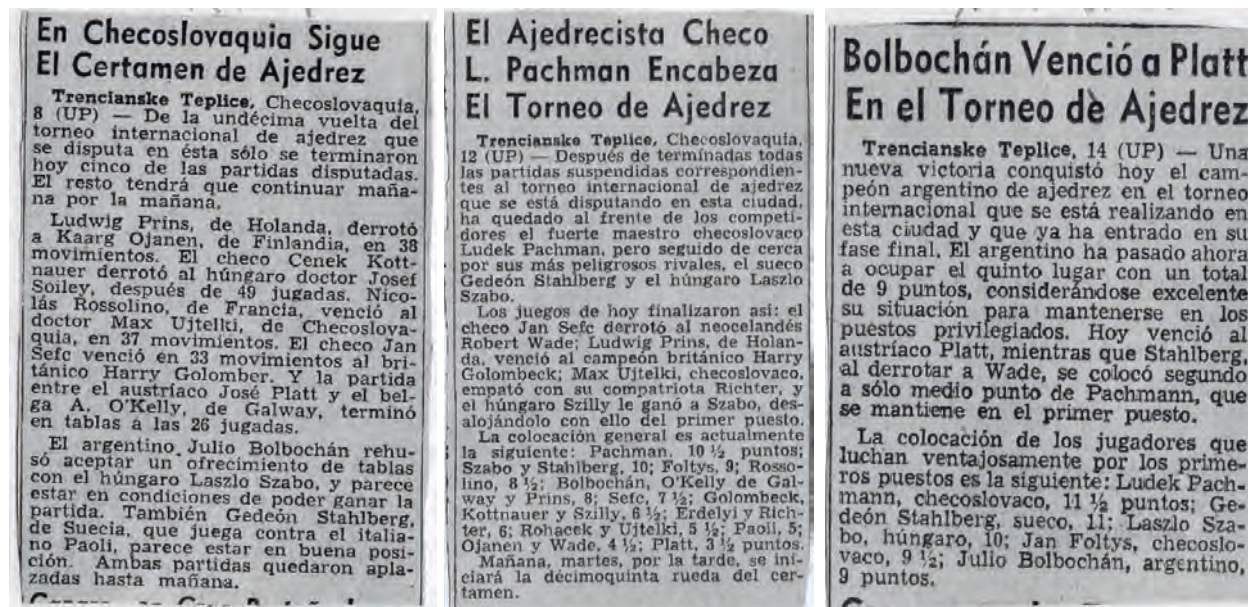 En Checoslovaquia Sigue
El Certamen de Ajedrez
Trencianske Teplice, Checoslovaquia,
8 (UP) — De la undécima vuelta del
torneo internacional de ajedrez que
se disputa en ésta sólo se terminaron
hoy cinco de las partidas disputadas.
El resto tendrá que continuar maña-
na por la mañana.
Ludwig Prins, de Holanda, derrotó
a Kaarg Ojanen, de Finlandia, en 38
movimientos. El checo Cenek Kott-
nauer derrotó al húngaro doctor Josef
Soiley, después de 49 jugadas. Nico-
lás Rossolino, de Francia, venció al
doctor Max Ujtelki, de Checoslova-
quia, en 37 movimientos. El checo Jan
Sefc venció en 33 movimientos al bri-
tánico Harry Golomber. Y la partida
entre el austríaco José Platt y el bel-
ga A. O'Kelly, de Galway, terminó
en tablas a las 26 jugadas.
El argentino Julio Bolbochán rehu-
só aceptar un ofrecimiento de tablas
con el húngaro Laszlo Szabo, y parece
estar en condiciones de poder ganar la
partida. También Gedeón Stahlberg,
de Suecia, que juega contra el italia-
no Paoli, parece estar en buena posi-
ción. Ambas partidas quedaron apla-
zadas hasta mañana.
El Ajedrecista Checo
L. Pachman Encabeza
El Torneo de Ajedrez
Trencianske Teplice, Checoslovaquia,
12 (UP) — Después de terminadas todas
las partidas suspendidas correspondien-
tes al torneo internacional de ajedrez
que se está disputando en esta ciudad,
ha quedado al frente de los competi-
dores el fuerte maestro checoslovaco
Ludek Pachman, pero seguido de cerca
por sus más peligrosos rivales, el sueco
Gedeón Stahlberg y el húngaro Laszlo
Szabo.
Los juegos de hoy finalizaron así: el
checo Jan Sefc derrotó al neocelandés
Robert Wade; Ludwig Prins, de Holan-
da, venció al campeón británico Harry
Golombeck; Max Ujtelki, checoslovaco,
empató con su compatriota Richter, y
el húngaro Szilly le ganó a Szabo, des-
alojándolo con ello del primer puesto.
La colocación general es actualmente
la siguiente: Pachman, 10 ½ puntos;
Szabo y Stahlberg, 10; Foltys, 9; Rosso-
lino, 8 ½; Bolbochán, O'Kelly de Gal-
way y Prins, 8; Sefc, 7 ½; Golombeck,
Kottnauer y Szilly, 6 ½; Erdelyi y Rich-
ter, 6; Rohacek y Ujtelki, 5 ½; Paoli, 5;
Ojanen y Wade, 4 ½; Platt, 3 ½ puntos.
Mañana, martes, por la tarde, se ini-
ciará la décimoquinta rueda del cer-
tamen.
Bolbochán Venció a Platt
En el Torneo de Ajedrez
Trencianske Teplice, 14 (UP) — Una
nueva victoria conquistó hoy el cam-
peón argentino de ajedrez en el torneo
internacional que se está realizando en
esta ciudad y que ya ha entrado en su
fase final. El argentino ha pasado ahora
a ocupar el quinto lugar con un total
de 9 puntos, considerándose excelente
su situación para mantenerse en los
puestos privilegiados. Hoy venció al
austríaco Platt, mientras que Stahlberg,
al derrotar a Wade, se colocó segundo
a sólo medio punto de Pachmann, que
se mantiene en el primer puesto.
La colocación de los jugadores que
luchan ventajosamente por los prime-
ros puestos es la siguiente: Ludek Pach-
mann, checoslovaco, 11 ½ puntos; Ge-
deón Stahlberg, sueco, 11; Laszlo Sza-
bo, húngaro, 10; Jan Foltys, checoslo-
vaco, 9 ½; Julio Bolbochán, argentino,
9 puntos.